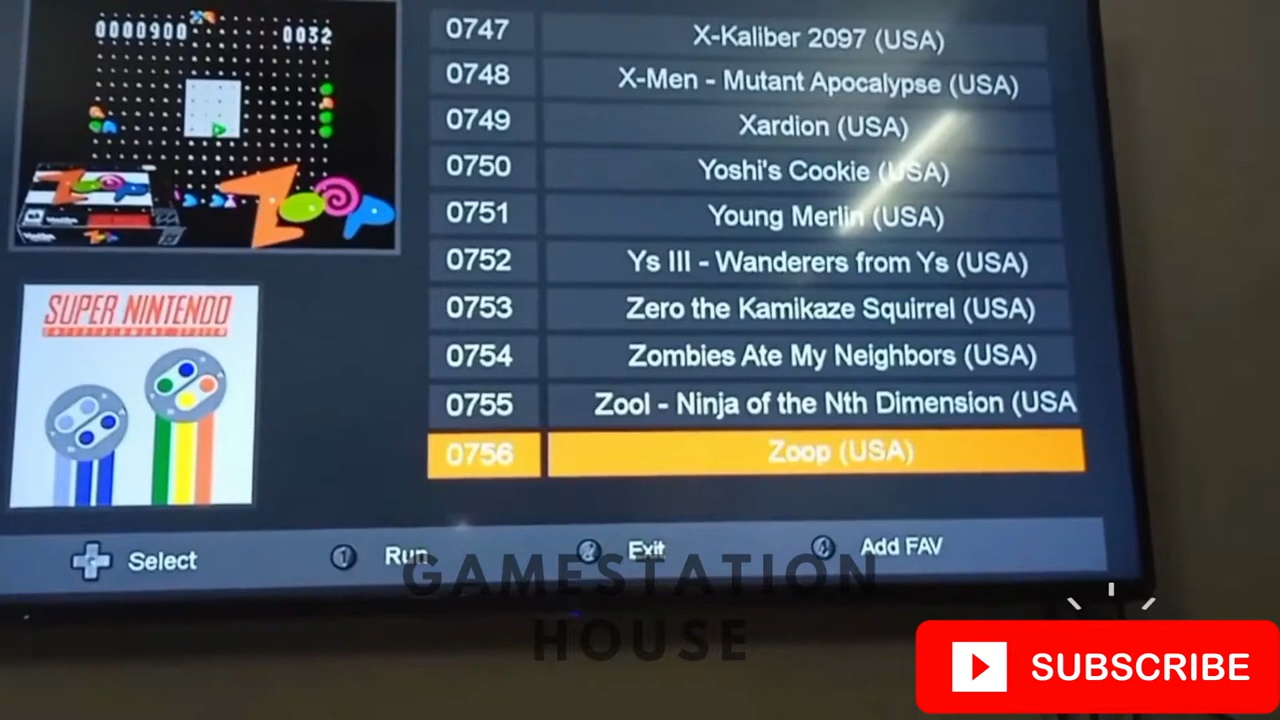 0000900
0032
ZOOP
SUPER NINTENDO
ENTERTAINMENT SYSTEM
0747 X-Kaliber 2097 (USA)
0748 X-Men - Mutant Apocalypse (USA)
0749 Xardion (USA)
0750 Yoshi's Cookie (USA)
0751 Young Merlin (USA)
0752 Ys III - Wanderers from Ys (USA)
0753 Zero the Kamikaze Squirrel (USA)
0754 Zombies Ate My Neighbors (USA)
0755 Zool - Ninja of the Nth Dimension (USA
0756 Zoop (USA)
Select 1 Run Exit Add FAV
GAMESTATION
HOUSE
SUBSCRIBE